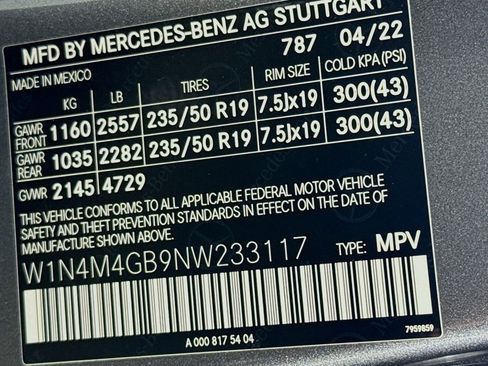 MFD BY MERCEDES-BENZ AG STUTTGART
MADE IN MEXICO 787 04/22
KG LB TIRES RIM SIZE COLD KPA (PSI)
GAWR FRONT 1160 2557 235/50 R19 7.5Jx19 300(43)
GAWR REAR 1035 2282 235/50 R19 7.5Jx19 300(43)
GVWR 2145 4729
THIS VEHICLE CONFORMS TO ALL APPLICABLE FEDERAL MOTOR VEHICLE
SAFETY AND THEFT PREVENTION STANDARDS IN EFFECT ON THE DATE OF
MANUFACTURE SHOWN ABOVE.
W1N4M4GB9NW233117 TYPE: MPV
A 000 817 54 04 7959859